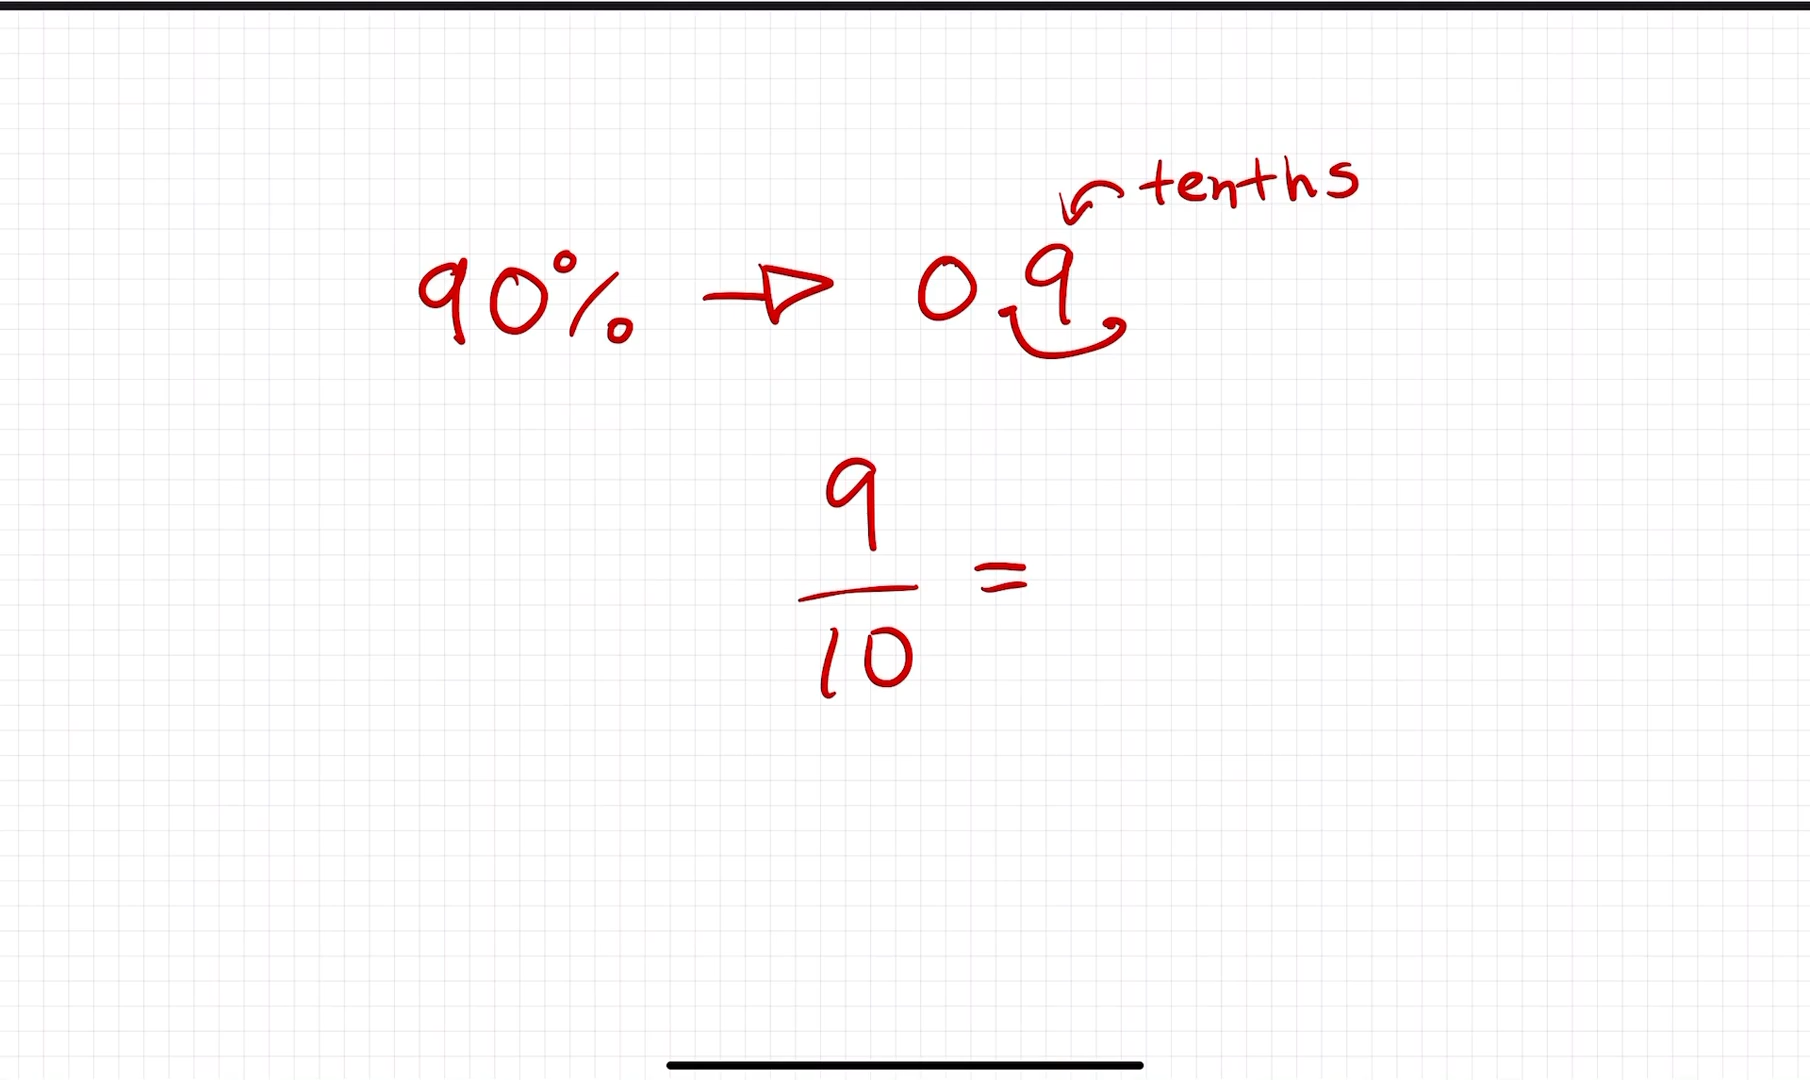 tenths
90% → 0.9
9
10 =